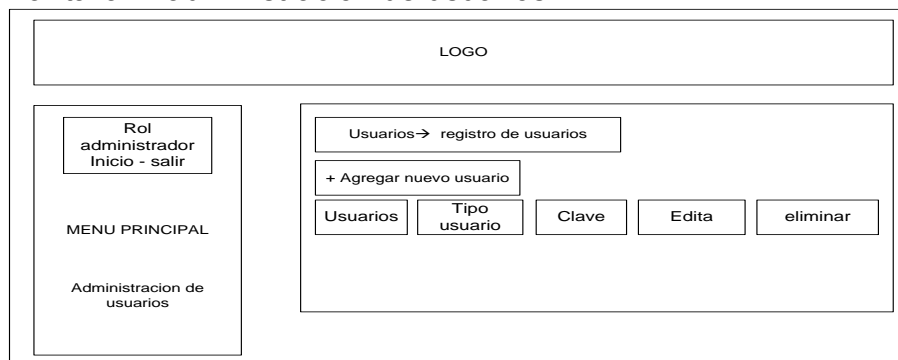 LOGO
Rol
administrador
Inicio - salir
MENU PRINCIPAL
Administracion de
usuarios
Usuarios→ registro de usuarios
+ Agregar nuevo usuario
Usuarios
Tipo
usuario
Clave
Edita
eliminar